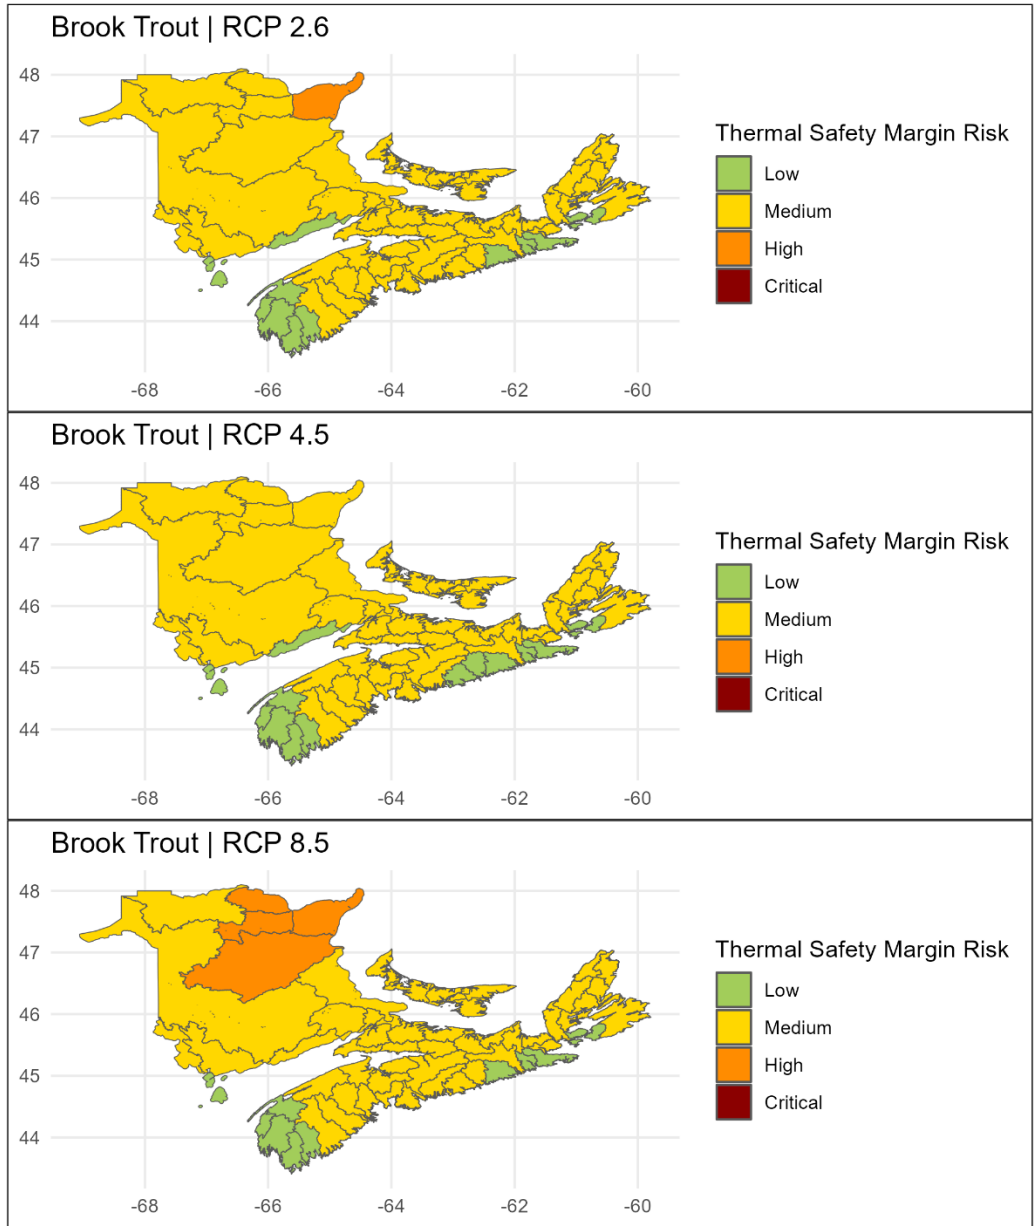 Brook Trout | RCP 2.6
48
47
46
45
44
-68
-66
-64
-62
-60
Thermal Safety Margin Risk
Low
Medium
High
Critical
Brook Trout | RCP 4.5
48
47
46
45
44
-68
-66
-64
-62
-60
Thermal Safety Margin Risk
Low
Medium
High
Critical
Brook Trout | RCP 8.5
48
47
46
45
44
-68
-66
-64
-62
-60
Thermal Safety Margin Risk
Low
Medium
High
Critical